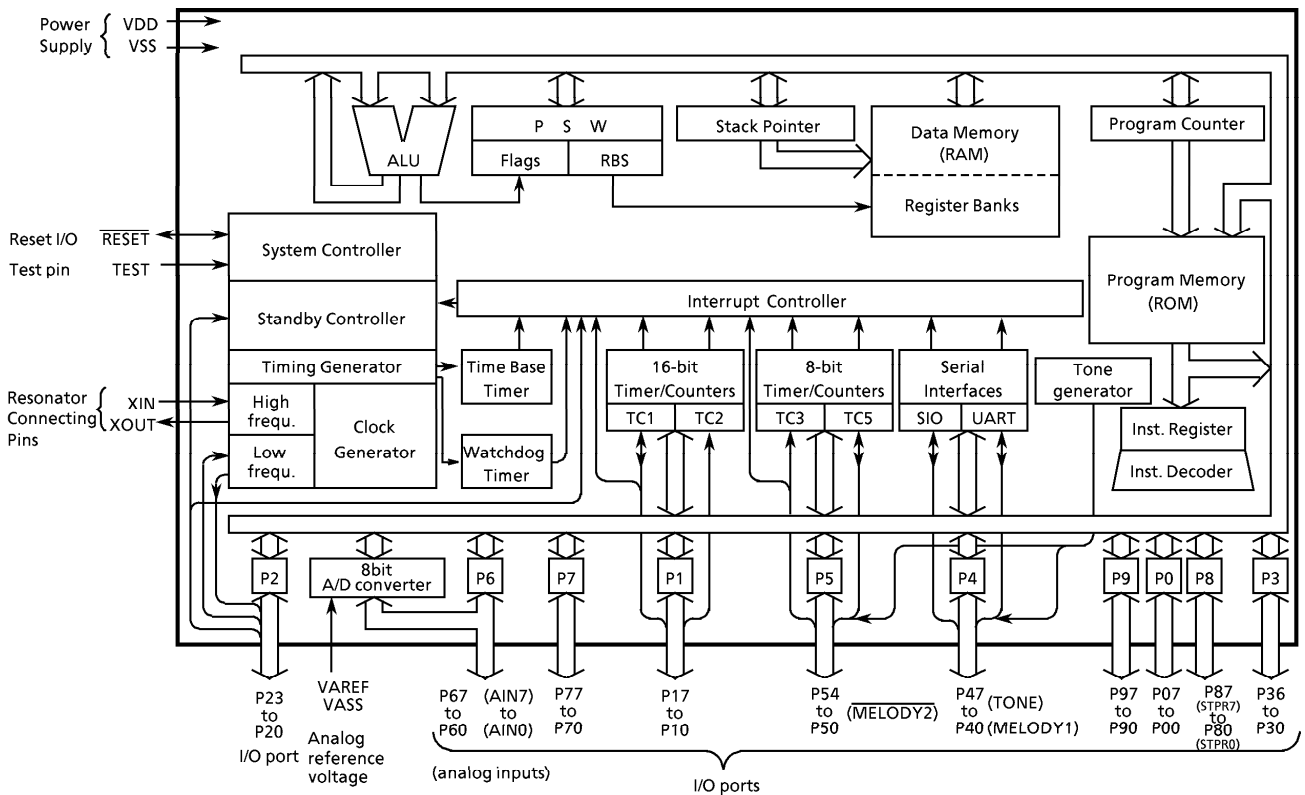 Power VDD
Supply VSS
ALU
P S W
Flags RBS
Stack Pointer
Data Memory
(RAM)
Register Banks
Program Counter
Reset I/O RESET
Test pin TEST
System Controller
Standby Controller
Timing Generator
High
frequ.
Low
frequ.
Clock
Generator
Resonator
Connecting
Pins
XIN
XOUT
Interrupt Controller
Program Memory
(ROM)
Time Base
Timer
Watchdog
Timer
16-bit
Timer/Counters
TC1 TC2
8-bit
Timer/Counters
TC3 TC5
Serial
Interfaces
SIO UART
Tone
generator
Inst. Register
Inst. Decoder
P2
8bit
A/D converter
P6
P7
P1
P5
P4
P9
P0
P8
P3
P23
to
P20
I/O port
VAREF
VASS
Analog
reference
voltage
P67
to
P60
(AIN7)
to
(AIN0)
(analog inputs)
P77
to
P70
P17
to
P10
P54
to
P50
(MELODY2)
P47
to
P40
(TONE)
(MELODY1)
P97
to
P90
P07
to
P00
P87
(STPR7)
to
P80
(STPR0)
P36
to
P30
I/O ports